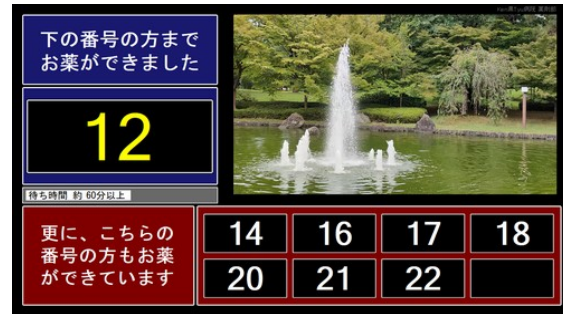 下の番号の方まで
お薬ができました
12
待ち時間 約 60分以上
更に、こちらの
番号の方もお薬
ができています
14 16 17 18
20 21 22